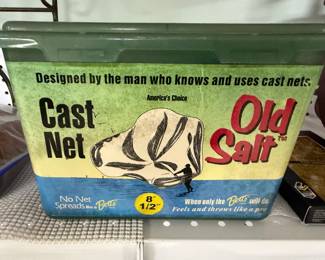 Designed by the man who knows and uses cast nets.
America's Choice
Cast
Net
Old
Salt
TM
No Net
Spreads like a Betts
8'
1/2"
When only the Betts will do.
Feels and throws like a pro